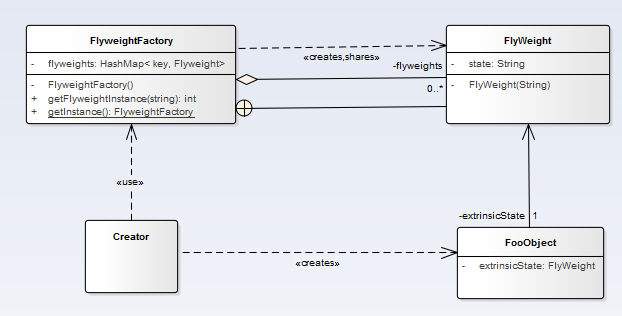 FlyweightFactory
- flyweights: HashMap< key, Flyweight>
- FlyweightFactory()
+ getFlyweightInstance(string): int
+ getInstance(): FlyweightFactory
«creates,shares»
-flyweights
0..*
FlyWeight
- state: String
- FlyWeight(String)
«use»
-extrinsicState 1
Creator
«creates»
FooObject
- extrinsicState: FlyWeight